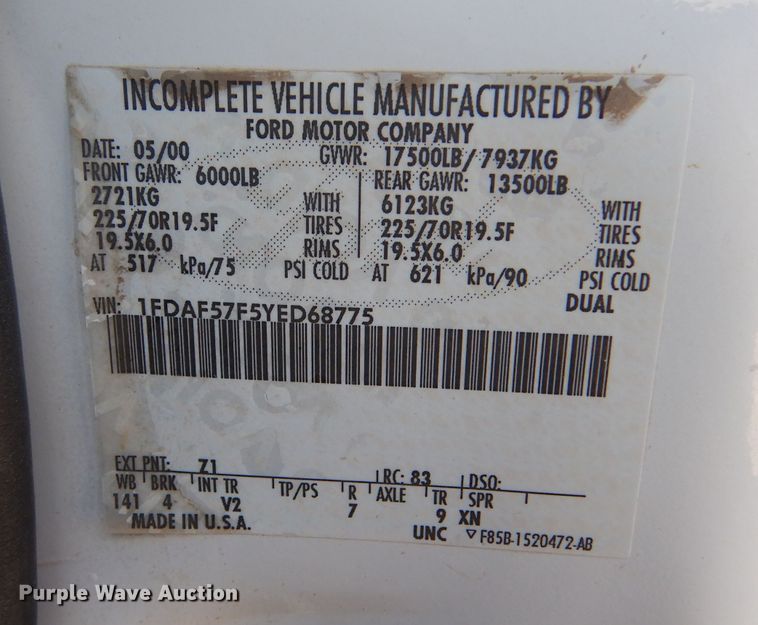 INCOMPLETE VEHICLE MANUFACTURED BY
FORD MOTOR COMPANY
DATE: 05/00 GVWR: 17500LB/ 7937KG
FRONT GAWR: 6000LB REAR GAWR: 13500LB
2721KG WITH 6123KG WITH
225/70R19.5F TIRES 225/70R19.5F TIRES
19.5X6.0 RIMS 19.5X6.0 RIMS
AT 517 kPa/75 PSI COLD AT 621 kPa/90 PSI COLD
DUAL
VIN: 1FDAF57F5YED68775
EXT PNT: Z1 RC: 83 DSO:
WB BRK INT TR TP/PS R AXLE TR SPR
141 4 V2 7 9 XN
MADE IN U.S.A. UNC F85B-1520472-AB
Purple Wave Auction